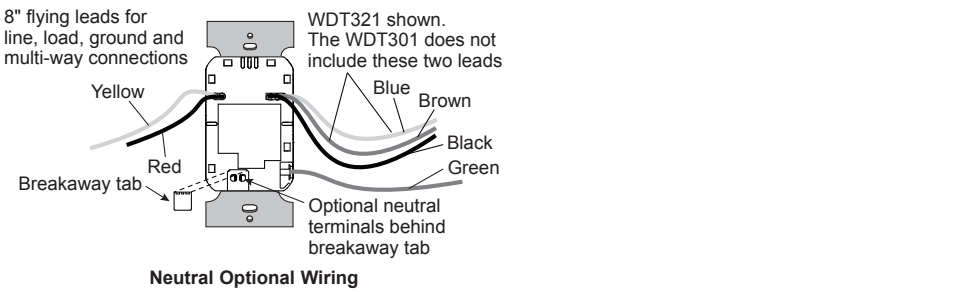 8" flying leads for
line, load, ground and
multi-way connections
WDT321 shown.
The WDT301 does not
include these two leads
Yellow
Blue
Brown
Black
Red
Green
Breakaway tab
Optional neutral
terminals behind
breakaway tab
Neutral Optional Wiring